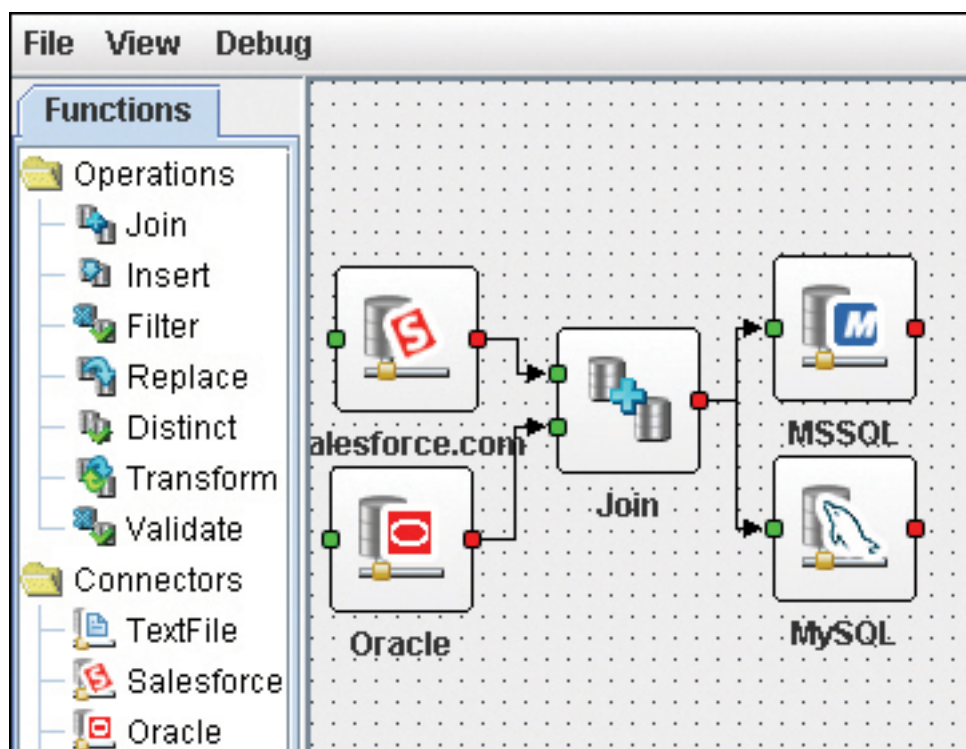 File View Debug
Functions
Operations
Join
Insert
Filter
Replace
Distinct
Transform
Validate
Connectors
TextFile
Salesforce
Oracle
S
alesforce.com
Oracle
Join
M
MSSQL
MySQL